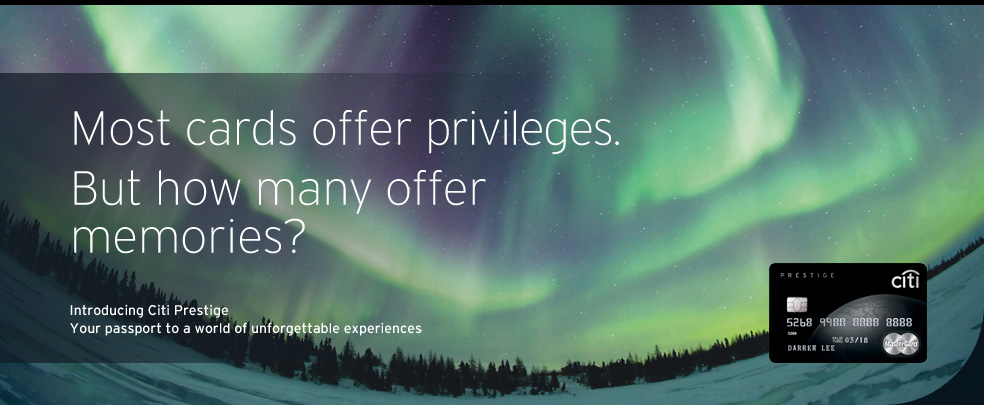 Most cards offer privileges.
But how many offer
memories?
Introducing Citi Prestige
Your passport to a world of unforgettable experiences
PRESTIGE
citi
5268 9988 8888 8888
03/18
DARREN LEE
MasterCard